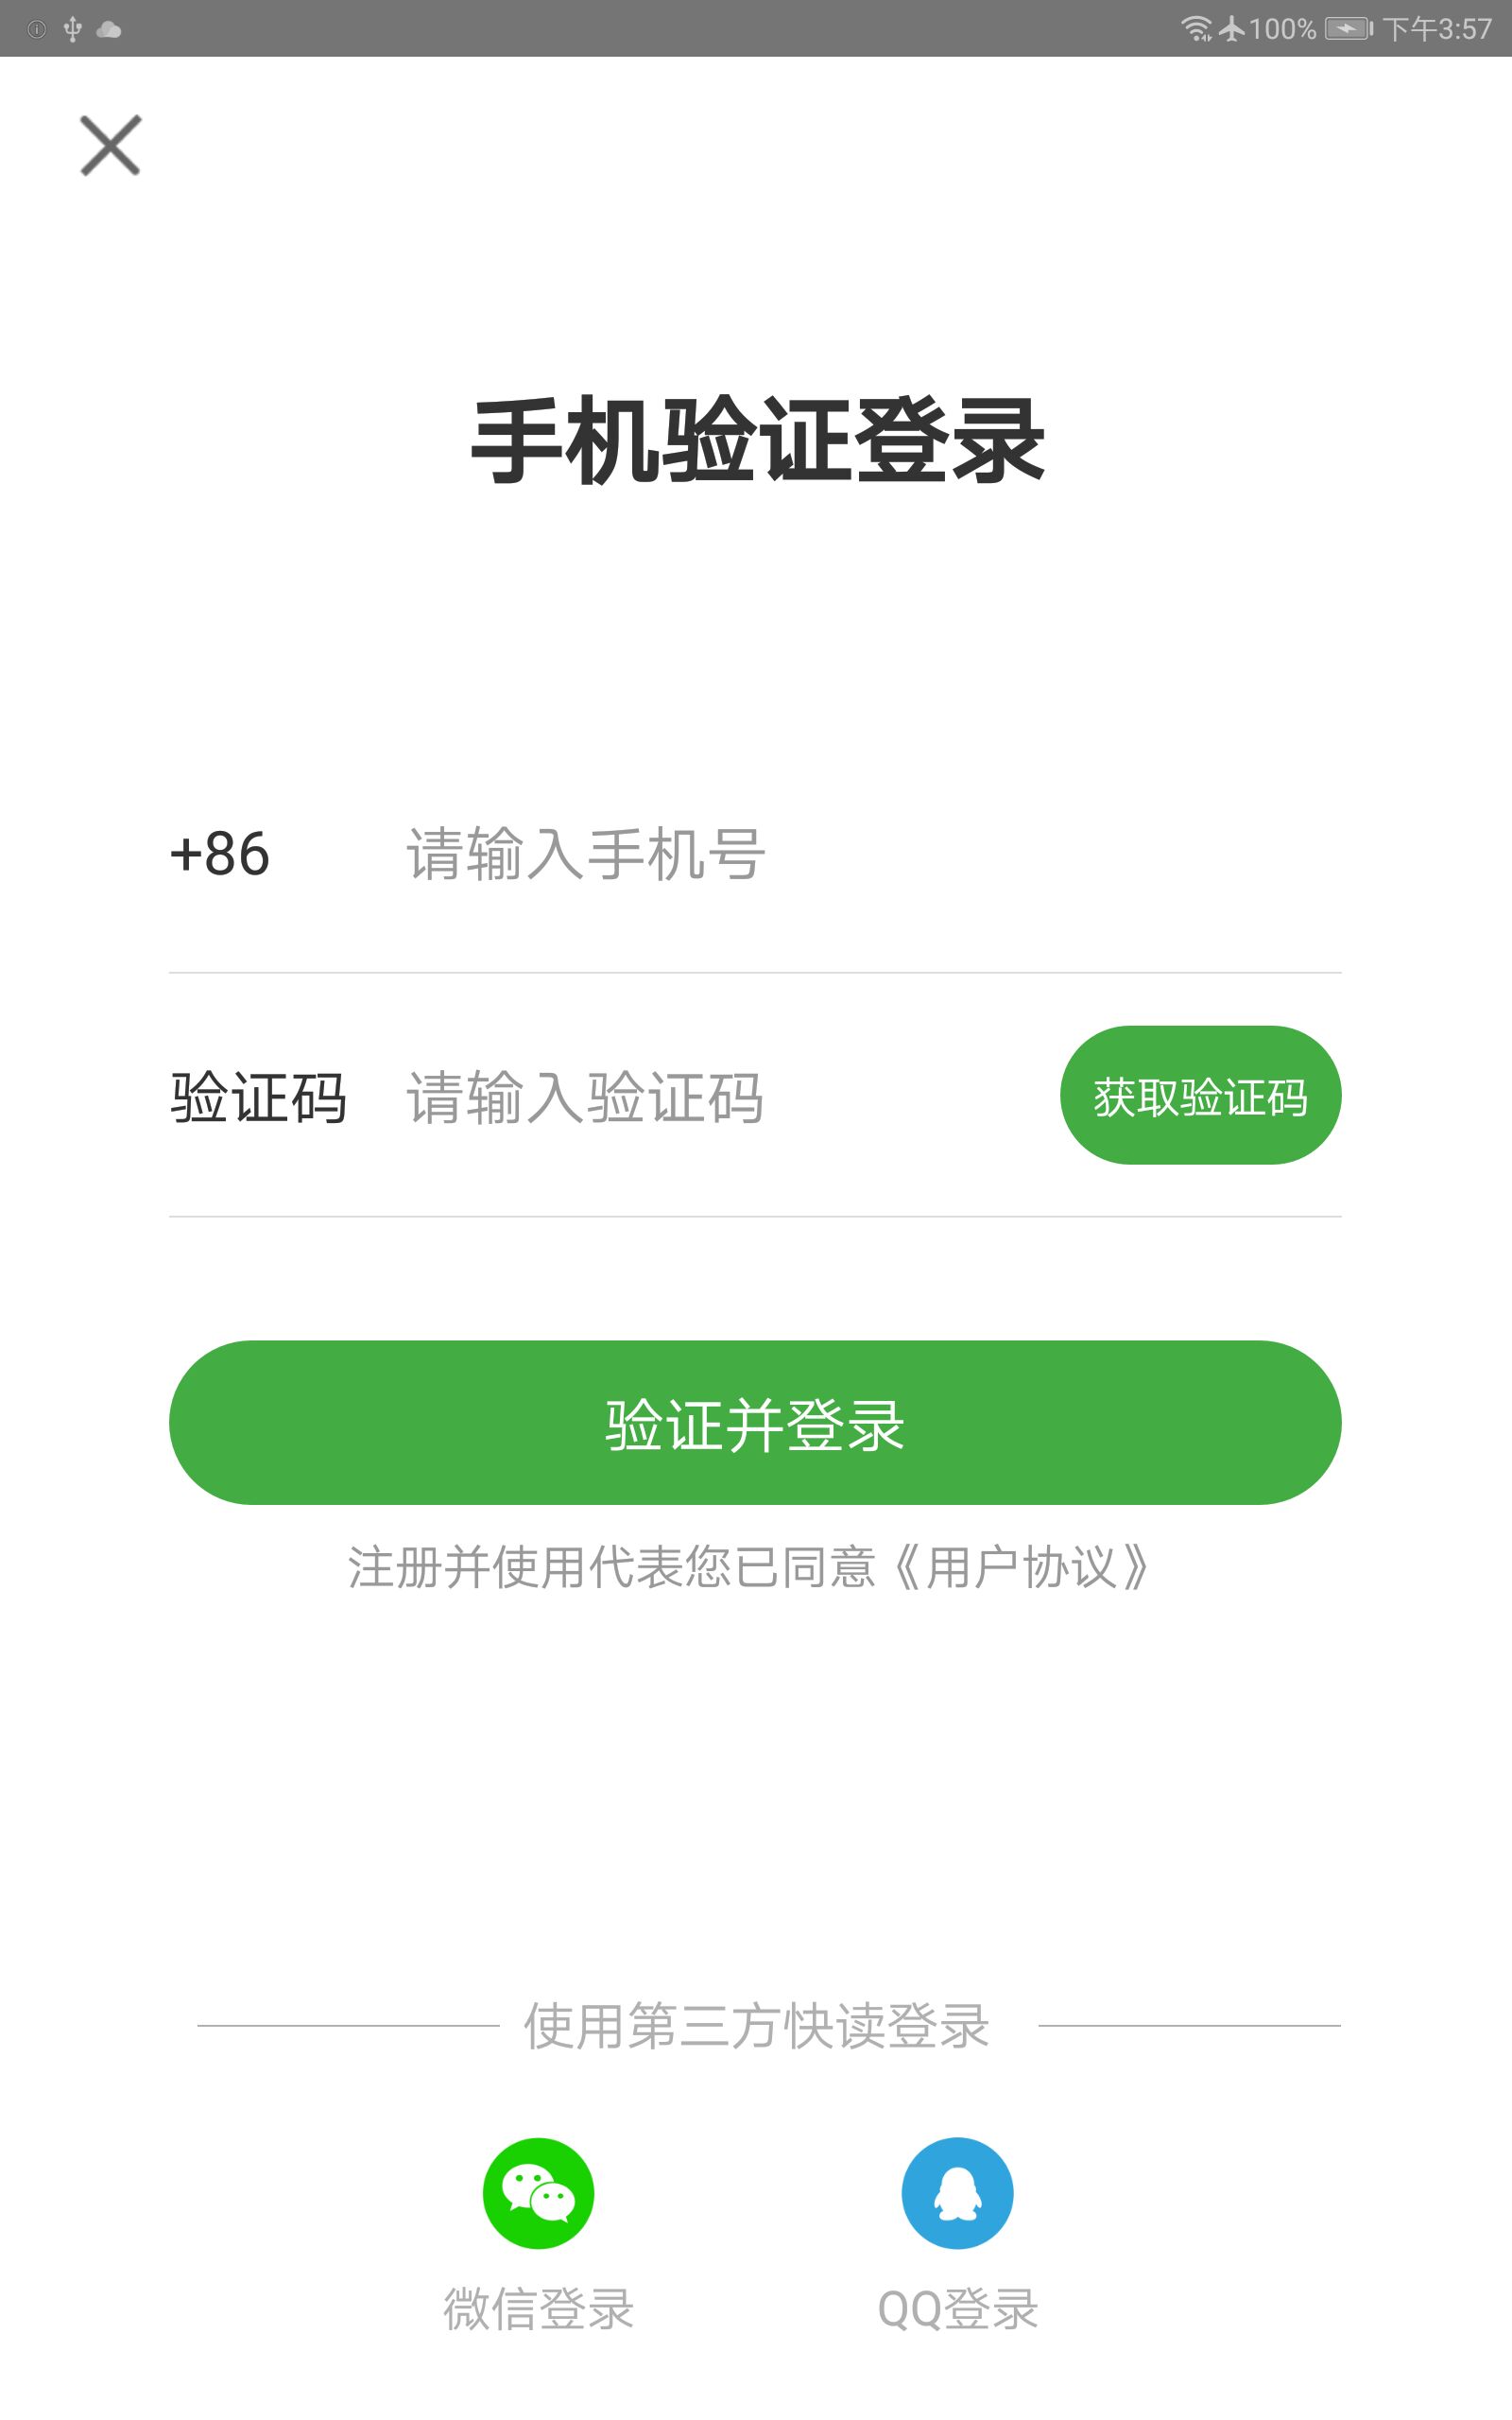 100% 下午3:57
手机验证登录
+86 请输入手机号
验证码 请输入验证码 获取验证码
验证并登录
注册并使用代表您已同意《用户协议》
使用第三方快读登录
微信登录 QQ登录